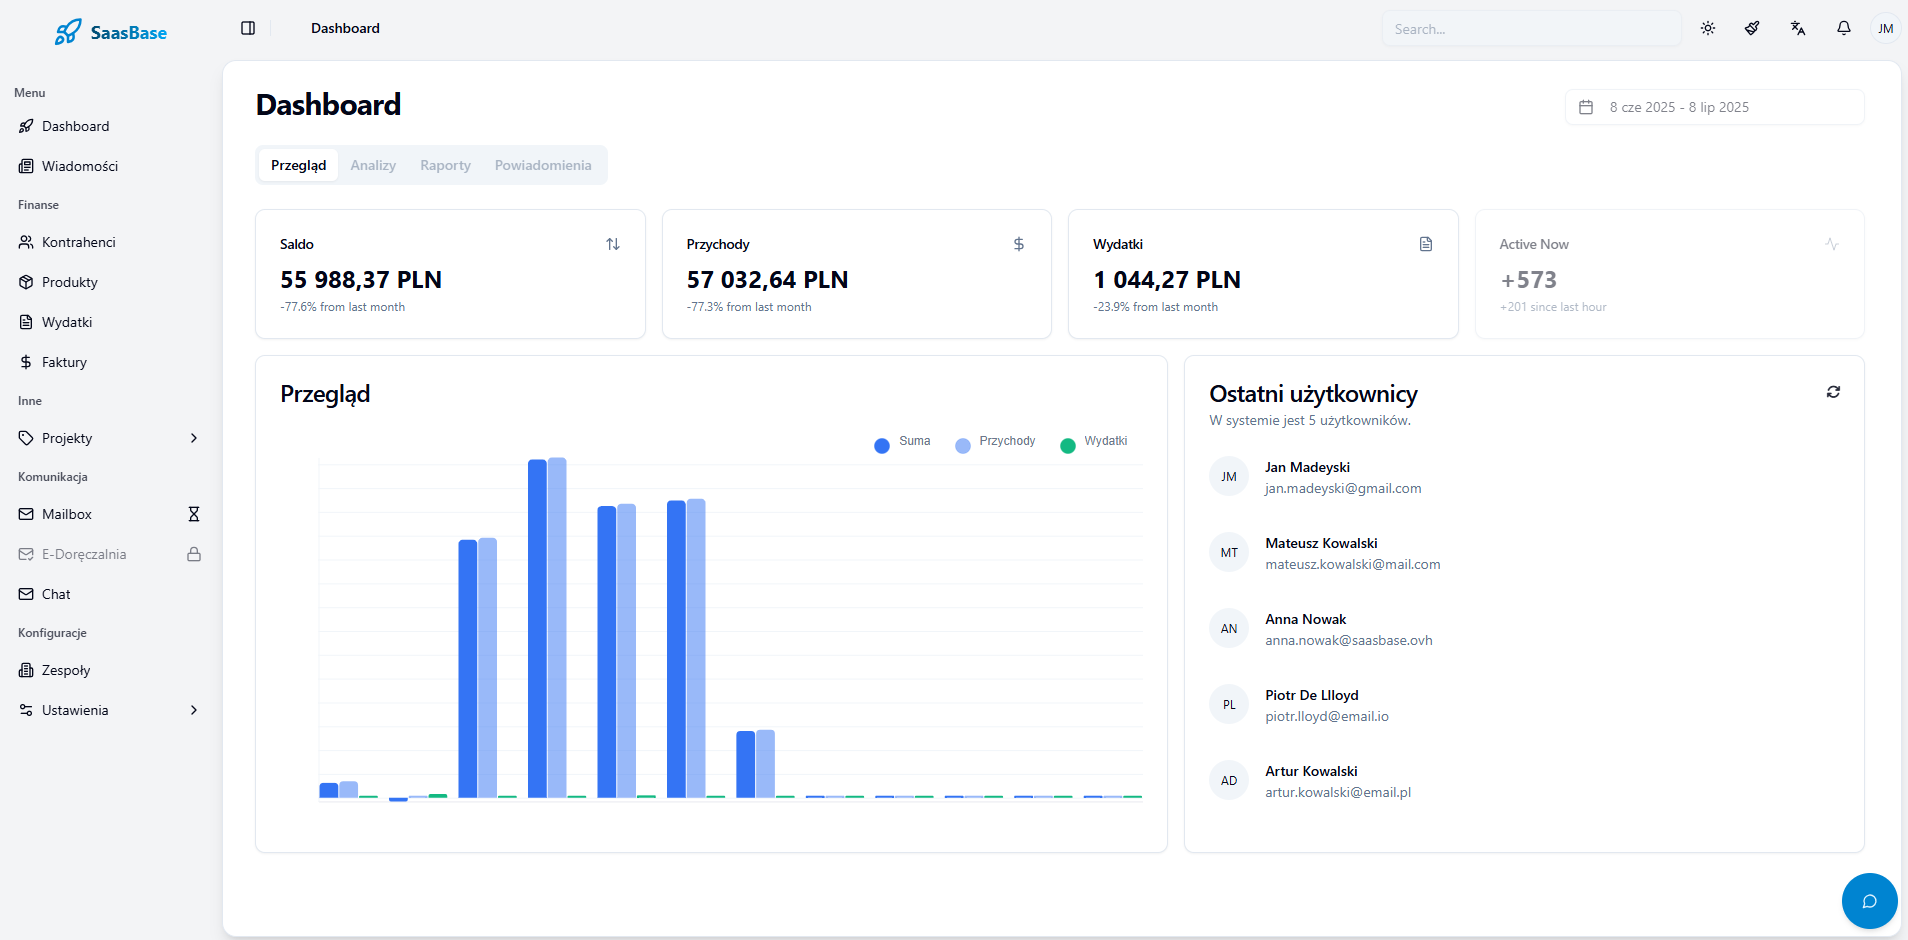 SaasBase
Dashboard
Search...
JM
Menu
Dashboard
Wiadomości
Finanse
Kontrahenci
Produkty
Wydatki
Faktury
Inne
Projekty
Komunikacja
Mailbox
E-Doręczalnia
Chat
Konfiguracje
Zespoły
Ustawienia
Dashboard
8 cze 2025 - 8 lip 2025
Przegląd Analizy Raporty Powiadomienia
Saldo
55 988,37 PLN
-77.6% from last month
Przychody
57 032,64 PLN
-77.3% from last month
Wydatki
1 044,27 PLN
-23.9% from last month
Active Now
+573
+201 since last hour
Przegląd
Suma Przychody Wydatki
Ostatni użytkownicy
W systemie jest 5 użytkowników.
JM
Jan Madeyski
jan.madeyski@gmail.com
MT
Mateusz Kowalski
mateusz.kowalski@mail.com
AN
Anna Nowak
anna.nowak@saasbase.ovh
PL
Piotr De Llloyd
piotr.lloyd@email.io
AD
Artur Kowalski
artur.kowalski@email.pl